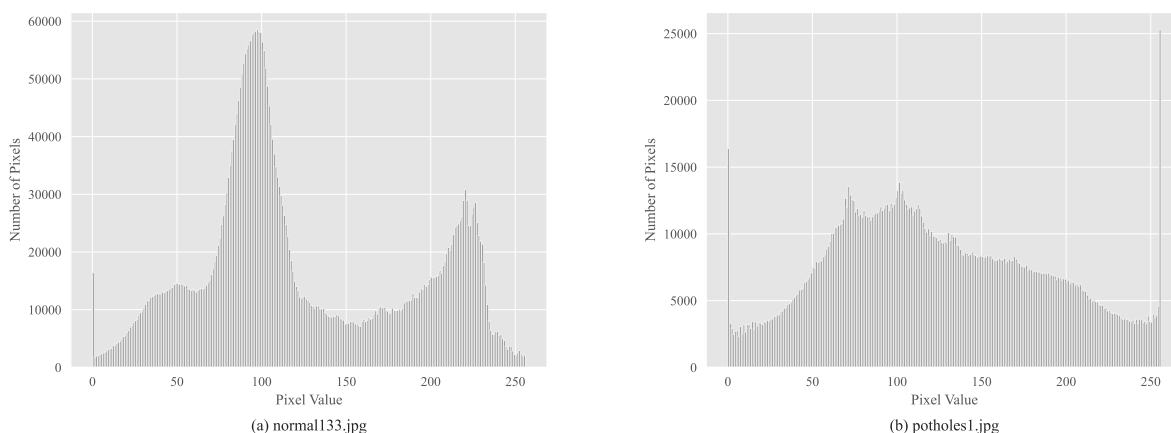 60000
50000
40000
30000
20000
10000
0
Number of Pixels
0 50 100 150 200 250
Pixel Value
(a) normal133.jpg
25000
20000
15000
10000
5000
0
Number of Pixels
0 50 100 150 200 250
Pixel Value
(b) potholes1.jpg